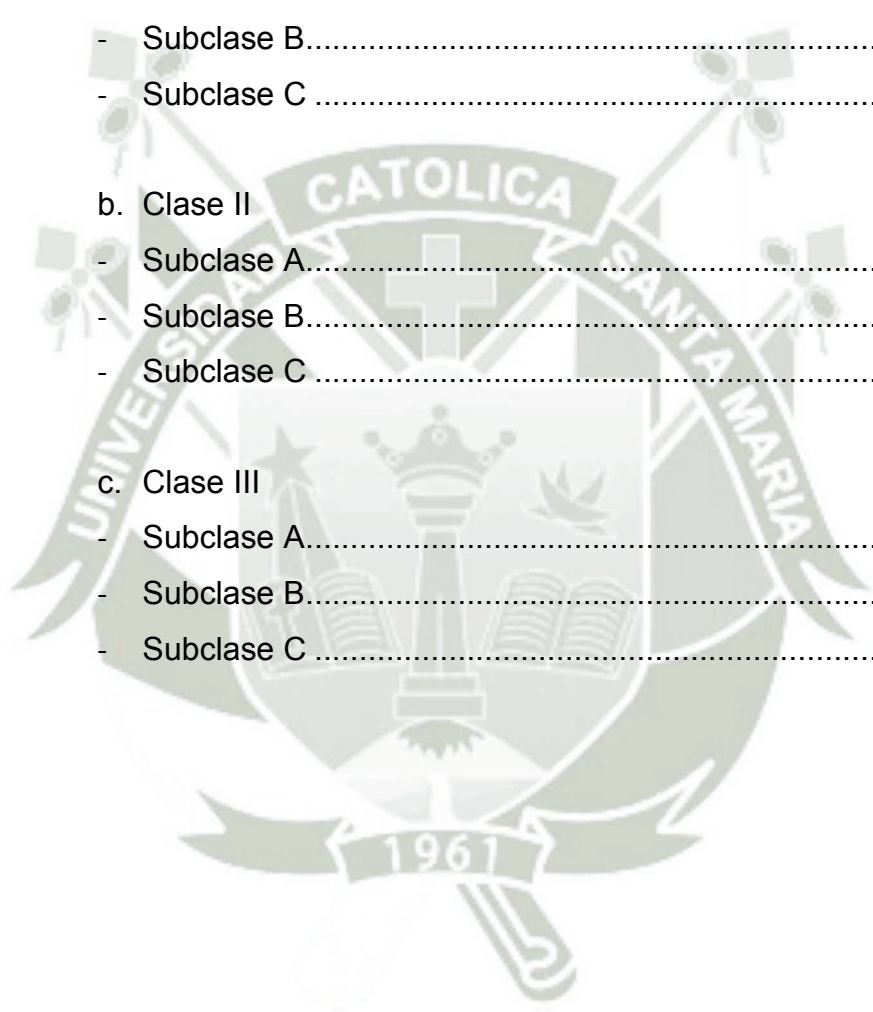 - Subclase B..............................................................
- Subclase C ..............................................................
b. Clase II
- Subclase A..............................................................
- Subclase B..............................................................
- Subclase C ..............................................................
c. Clase III
- Subclase A..............................................................
- Subclase B..............................................................
- Subclase C ..............................................................
UNIVERSIDAD CATOLICA SANTA MARIA
1961